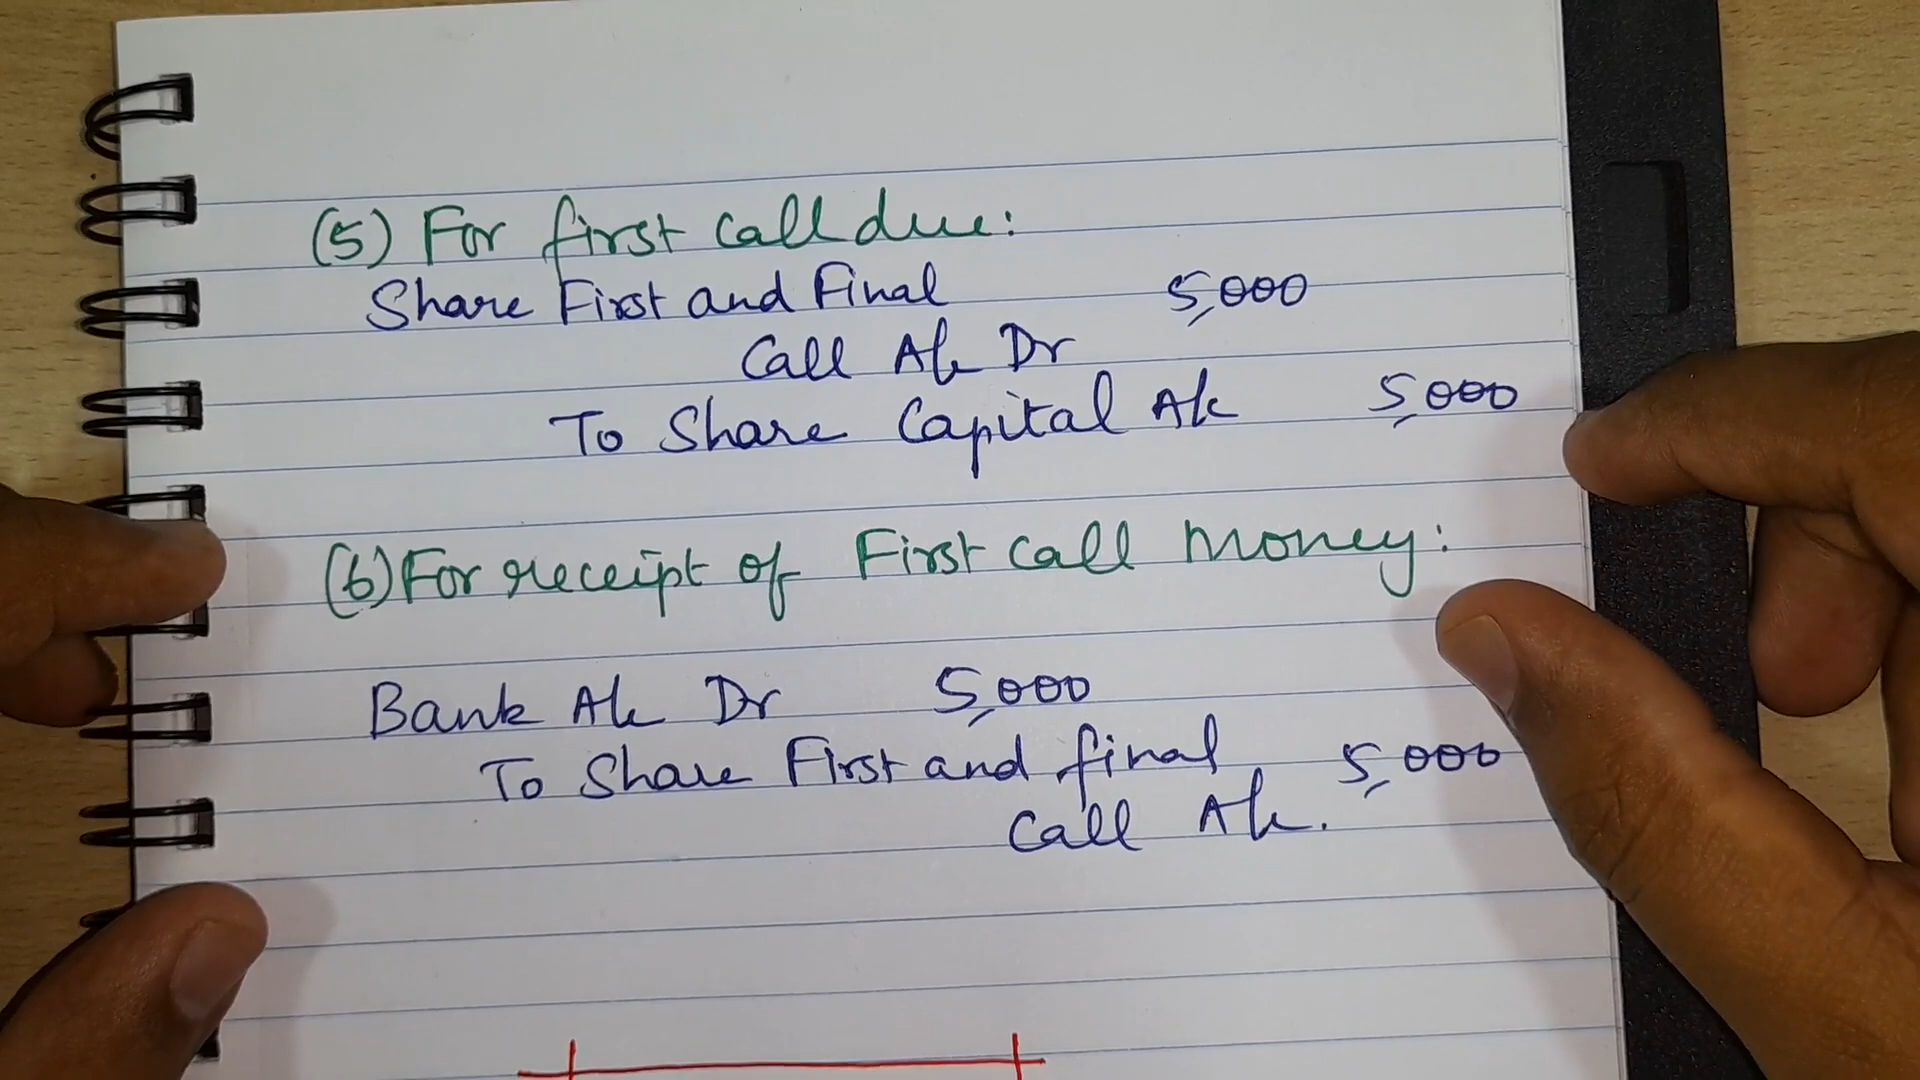 (5) For first call due:
Share First and Final 5,000
Call A/c Dr
To Share Capital A/c 5,000
(6) For receipt of First call money:
Bank A/c Dr 5,000
To Share First and final 5,000
Call A/c.